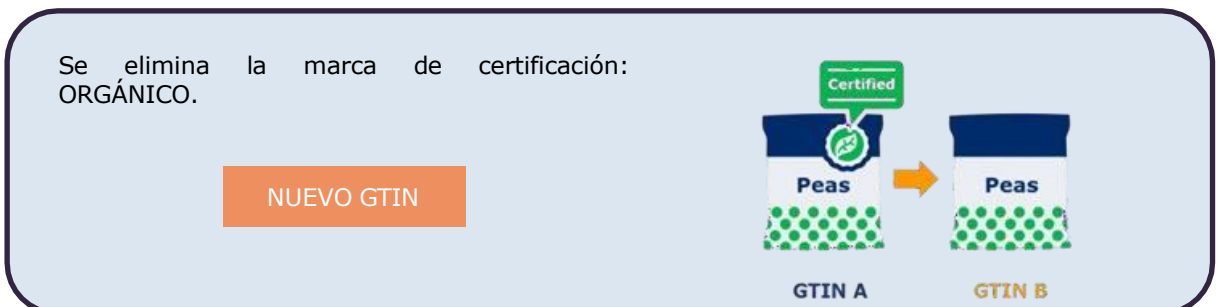 Se elimina la marca de certificación:
ORGÁNICO.
NUEVO GTIN
Certified
Peas
Peas
GTIN A
GTIN B